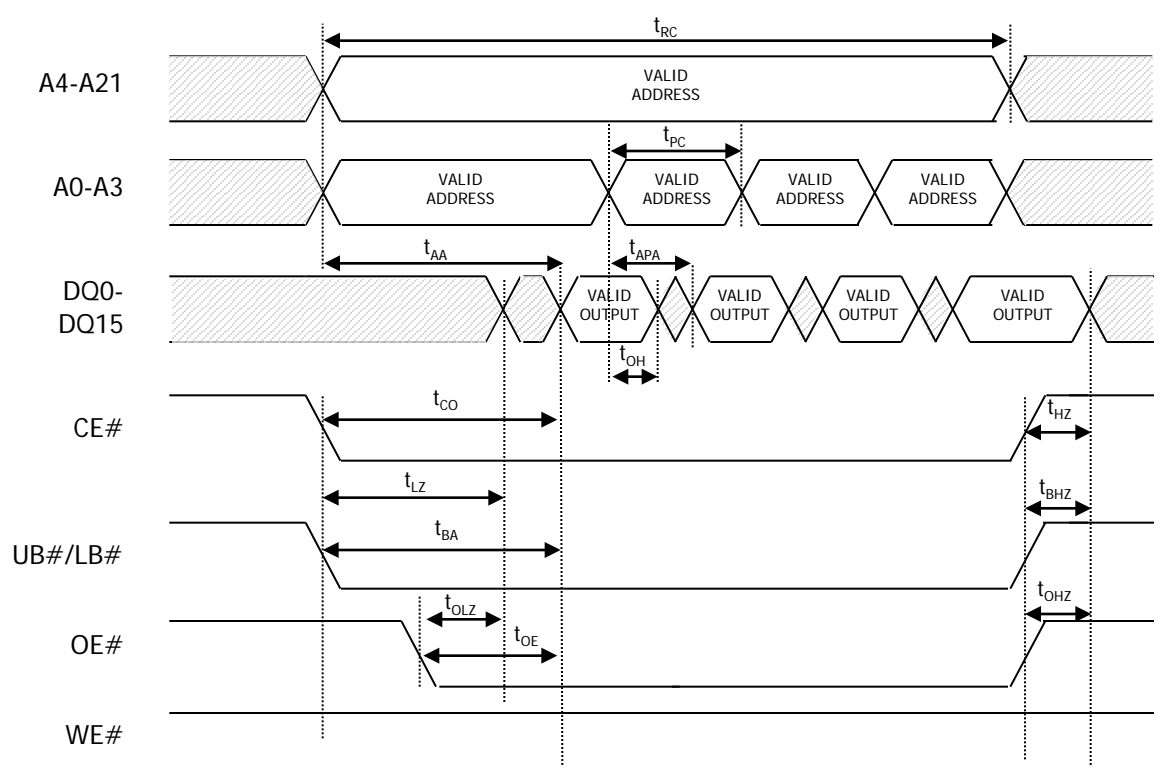 tRC
A4-A21
VALID
ADDRESS
tPC
A0-A3
VALID
ADDRESS
VALID
ADDRESS
VALID
ADDRESS
VALID
ADDRESS
tAA
tAPA
DQ0-
DQ15
VALID
OUTPUT
VALID
OUTPUT
VALID
OUTPUT
VALID
OUTPUT
tOH
CE#
tCO
tHZ
tLZ
tBHZ
UB#/LB#
tBA
tOLZ
tOHZ
OE#
tOE
WE#